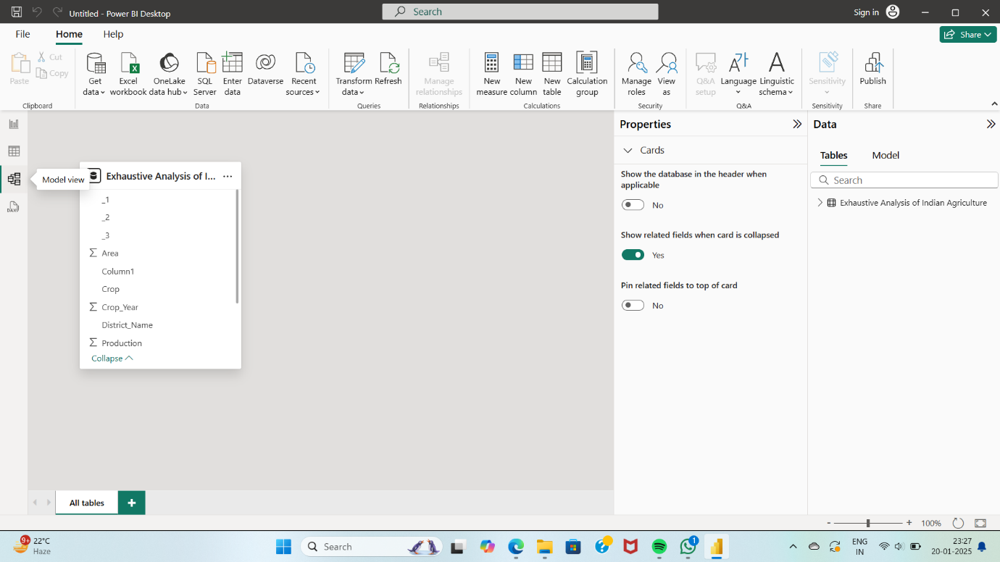 Untitled - Power BI Desktop
Search
Sign in
File
Home
Help
Share
Paste
Cut
Copy
Clipboard
Get data
Excel workbook
OneLake data hub
SQL Server
Enter data
Dataverse
Recent sources
Data
Transform data
Refresh
Queries
Manage relationships
Relationships
New measure
New column
New table
Calculation group
Calculations
Manage roles
View as
Security
Q&A setup
Language
Linguistic schema
Q&A
Sensitivity
Sensitivity
Publish
Share
Model view
DAX
Exhaustive Analysis of I...
_1
_2
_3
Area
Column1
Crop
Crop_Year
District_Name
Production
Collapse
Properties
Cards
Show the database in the header when
applicable
No
Show related fields when card is collapsed
Yes
Pin related fields to top of card
No
Data
Tables
Model
Search
Exhaustive Analysis of Indian Agriculture
All tables
+
- + 100%
9+
22°C
Haze
Search
1
ENG
IN
23:27
20-01-2025